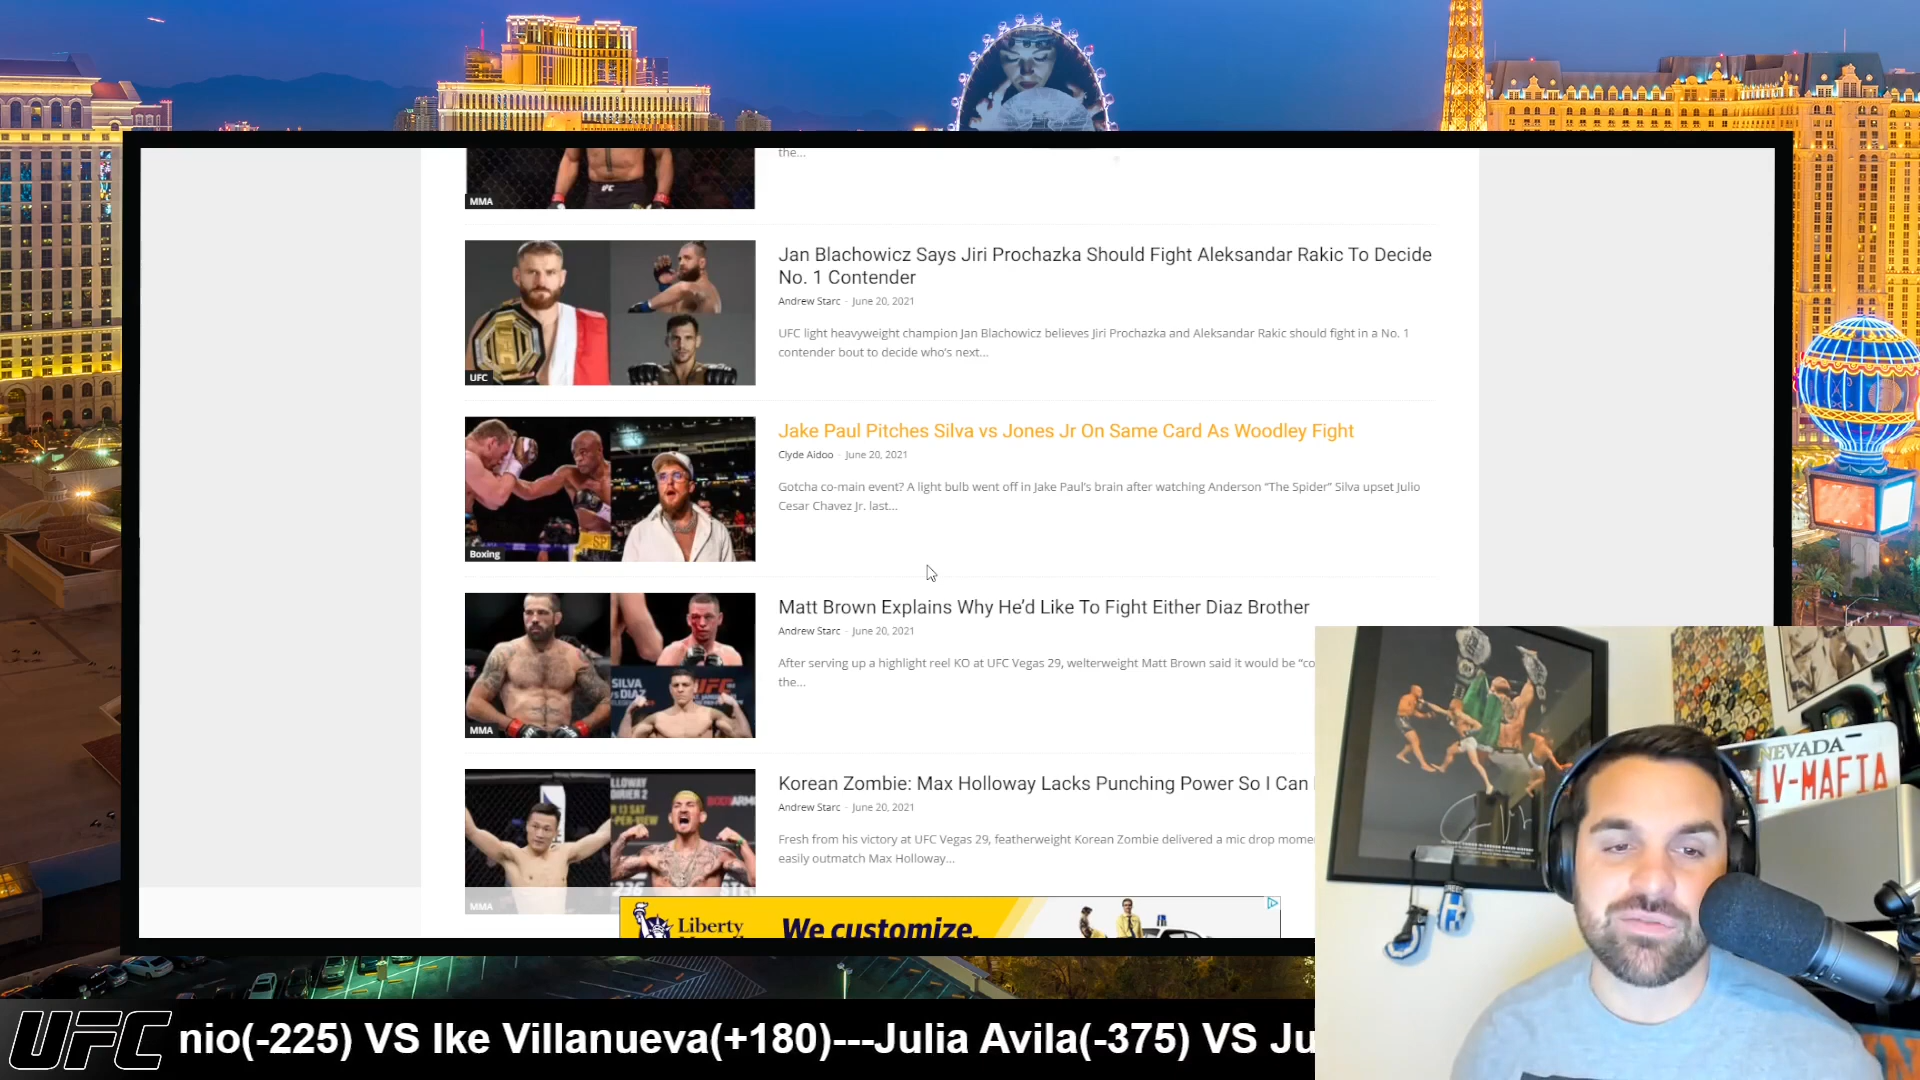 the...
MMA
Jan Blachowicz Says Jiri Prochazka Should Fight Aleksandar Rakic To Decide
No. 1 Contender
Andrew Starc - June 20, 2021
UFC light heavyweight champion Jan Blachowicz believes Jiri Prochazka and Aleksandar Rakic should fight in a No. 1
contender bout to decide who's next...
UFC
Jake Paul Pitches Silva vs Jones Jr On Same Card As Woodley Fight
Clyde Aidoo - June 20, 2021
Gotcha co-main event? A light bulb went off in Jake Paul's brain after watching Anderson "The Spider" Silva upset Julio
Cesar Chavez Jr. last...
Boxing
Matt Brown Explains Why He'd Like To Fight Either Diaz Brother
Andrew Starc - June 20, 2021
After serving up a highlight reel KO at UFC Vegas 29, welterweight Matt Brown said it would be "co
the...
SILVA
vs DIAZ
UFC
MMA
Korean Zombie: Max Holloway Lacks Punching Power So I Can
Andrew Starc - June 20, 2021
Fresh from his victory at UFC Vegas 29, featherweight Korean Zombie delivered a mic drop mome
easily outmatch Max Holloway...
MMA
Liberty
We customize.
NEVADA
LV-MAFIA
UFC nio(-225) VS Ike Villanueva(+180)---Julia Avila(-375) VS Ju